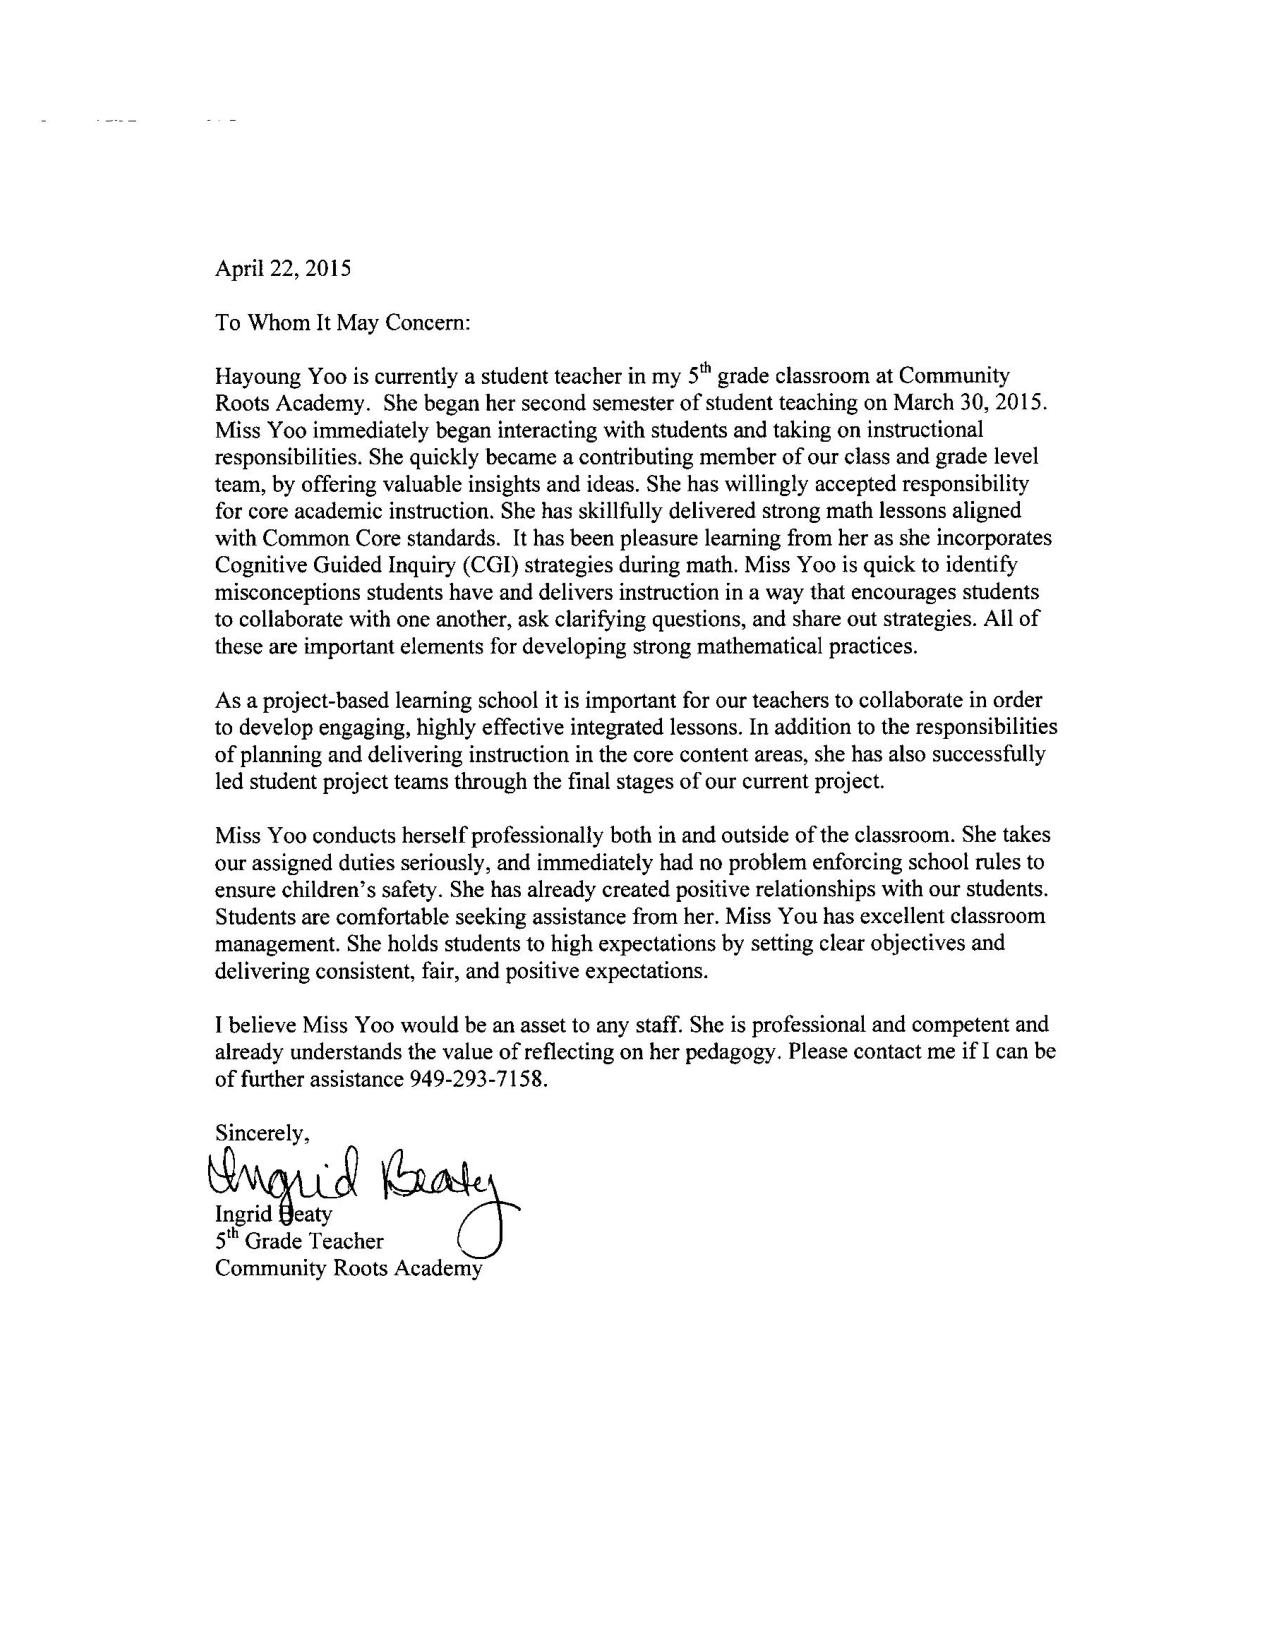 April 22, 2015
To Whom It May Concern:
Hayoung Yoo is currently a student teacher in my 5th grade classroom at Community
Roots Academy.  She began her second semester of student teaching on March 30, 2015.
Miss Yoo immediately began interacting with students and taking on instructional
responsibilities. She quickly became a contributing member of our class and grade level
team, by offering valuable insights and ideas. She has willingly accepted responsibility
for core academic instruction. She has skillfully delivered strong math lessons aligned
with Common Core standards.  It has been pleasure learning from her as she incorporates
Cognitive Guided Inquiry (CGI) strategies during math. Miss Yoo is quick to identify
misconceptions students have and delivers instruction in a way that encourages students
to collaborate with one another, ask clarifying questions, and share out strategies. All of
these are important elements for developing strong mathematical practices.
As a project-based learning school it is important for our teachers to collaborate in order
to develop engaging, highly effective integrated lessons. In addition to the responsibilities
of planning and delivering instruction in the core content areas, she has also successfully
led student project teams through the final stages of our current project.
Miss Yoo conducts herself professionally both in and outside of the classroom. She takes
our assigned duties seriously, and immediately had no problem enforcing school rules to
ensure children's safety. She has already created positive relationships with our students.
Students are comfortable seeking assistance from her. Miss You has excellent classroom
management. She holds students to high expectations by setting clear objectives and
delivering consistent, fair, and positive expectations.
I believe Miss Yoo would be an asset to any staff. She is professional and competent and
already understands the value of reflecting on her pedagogy. Please contact me if I can be
of further assistance 949-293-7158.
Sincerely,
Ingrid Beaty
Ingrid Beaty
5th Grade Teacher
Community Roots Academy